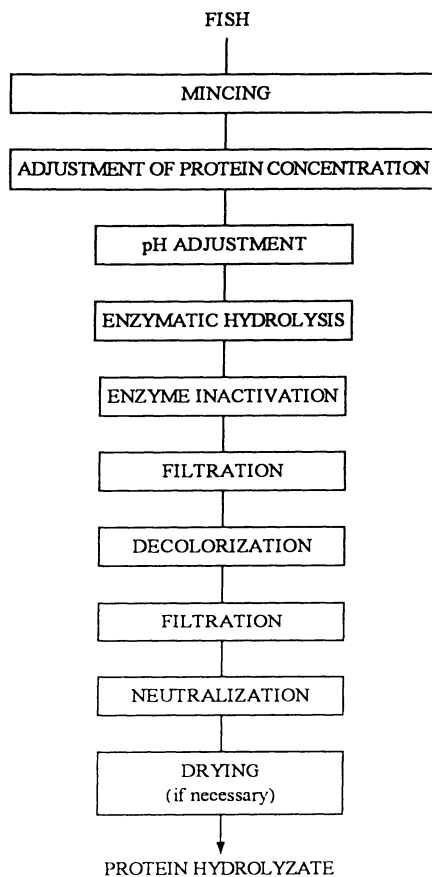 FISH
MINCING
ADJUSTMENT OF PROTEIN CONCENTRATION
pH ADJUSTMENT
ENZYMATIC HYDROLYSIS
ENZYME INACTIVATION
FILTRATION
DECOLORIZATION
FILTRATION
NEUTRALIZATION
DRYING
(if necessary)
PROTEIN HYDROLYZATE